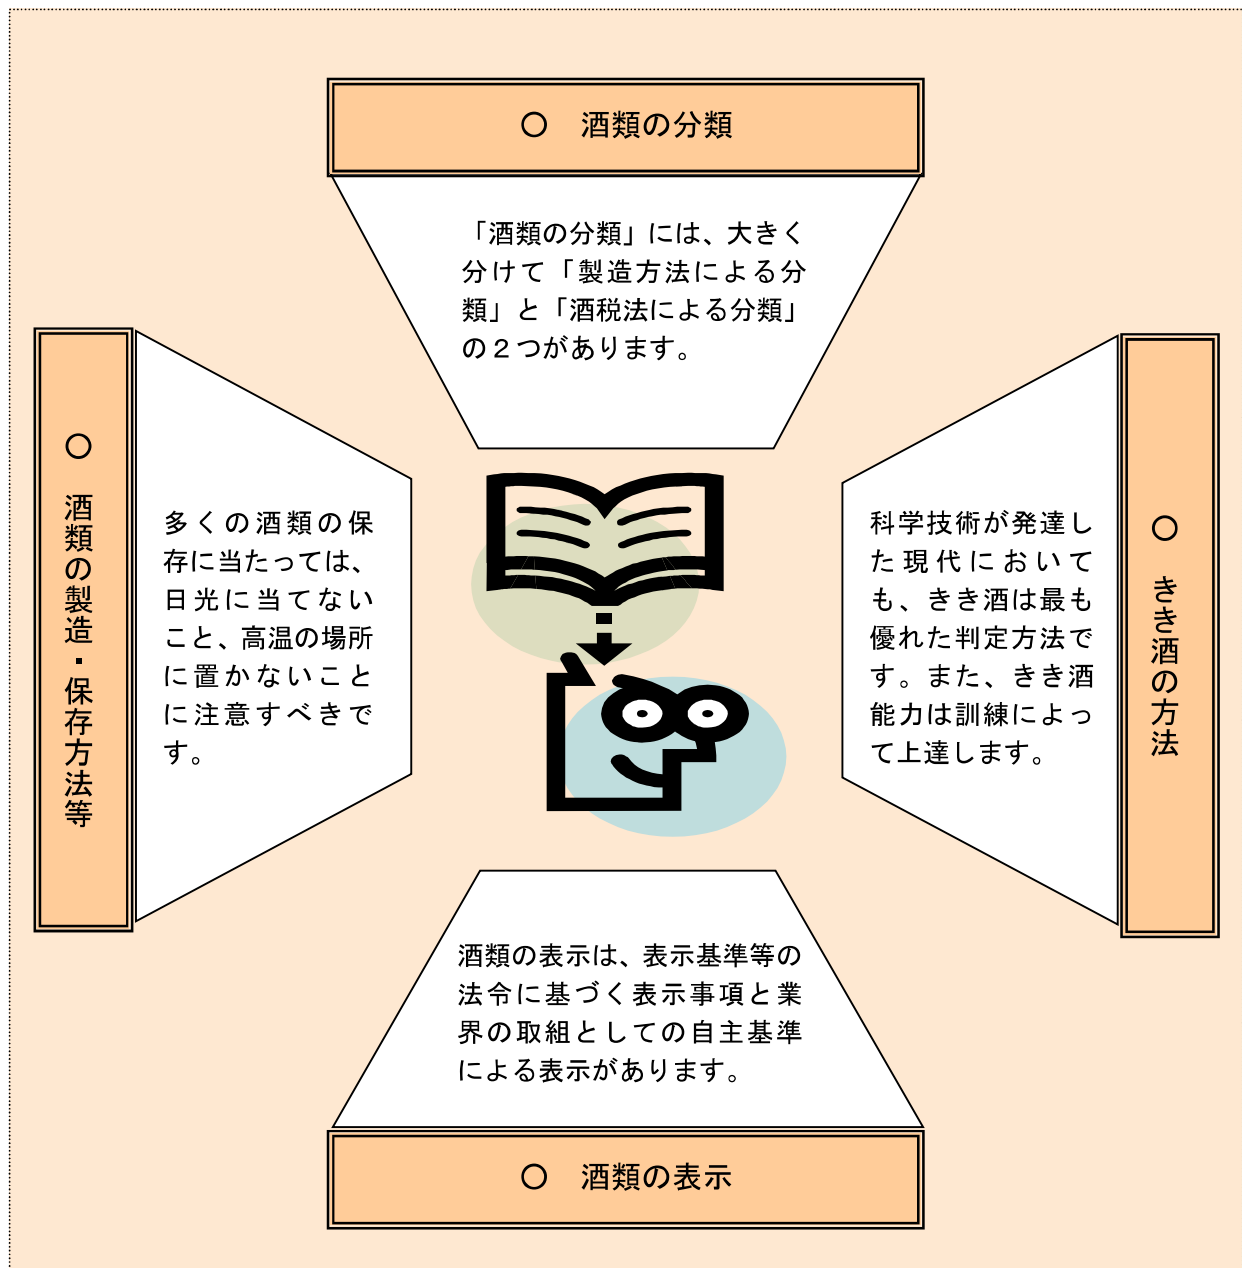 ○　酒類の分類
「酒類の分類」には、大きく
分けて「製造方法による分
類」と「酒税法による分類」
の２つがあります。
○　酒類の製造・保存方法等
多くの酒類の保
存に当たっては、
日光に当てない
こと、高温の場所
に置かないこと
に注意すべきで
す。
科学技術が発達し
た現代において
も、きき酒は最も
優れた判定方法で
す。また、きき酒
能力は訓練によっ
て上達します。
○　きき酒の方法
酒類の表示は、表示基準等の
法令に基づく表示事項と業
界の取組としての自主基準
による表示があります。
○　酒類の表示